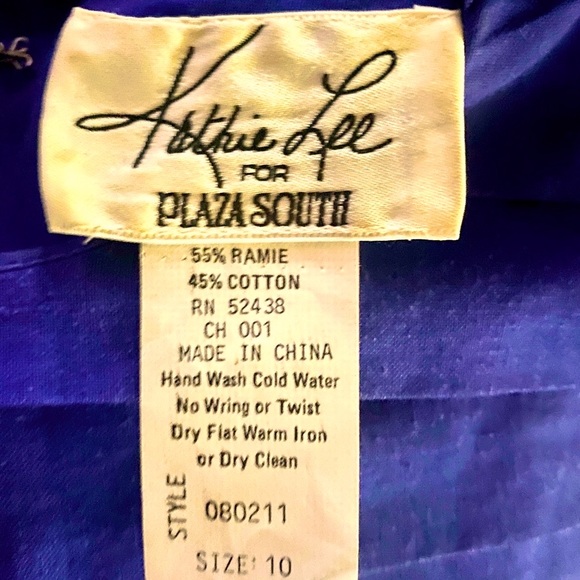 Kathie Lee
FOR
PLAZA SOUTH
55% RAMIE
45% COTTON
RN 52438
CH 001
MADE IN CHINA
Hand Wash Cold Water
No Wring or Twist
Dry Flat Warm Iron
or Dry Clean
STYLE 080211
SIZE: 10